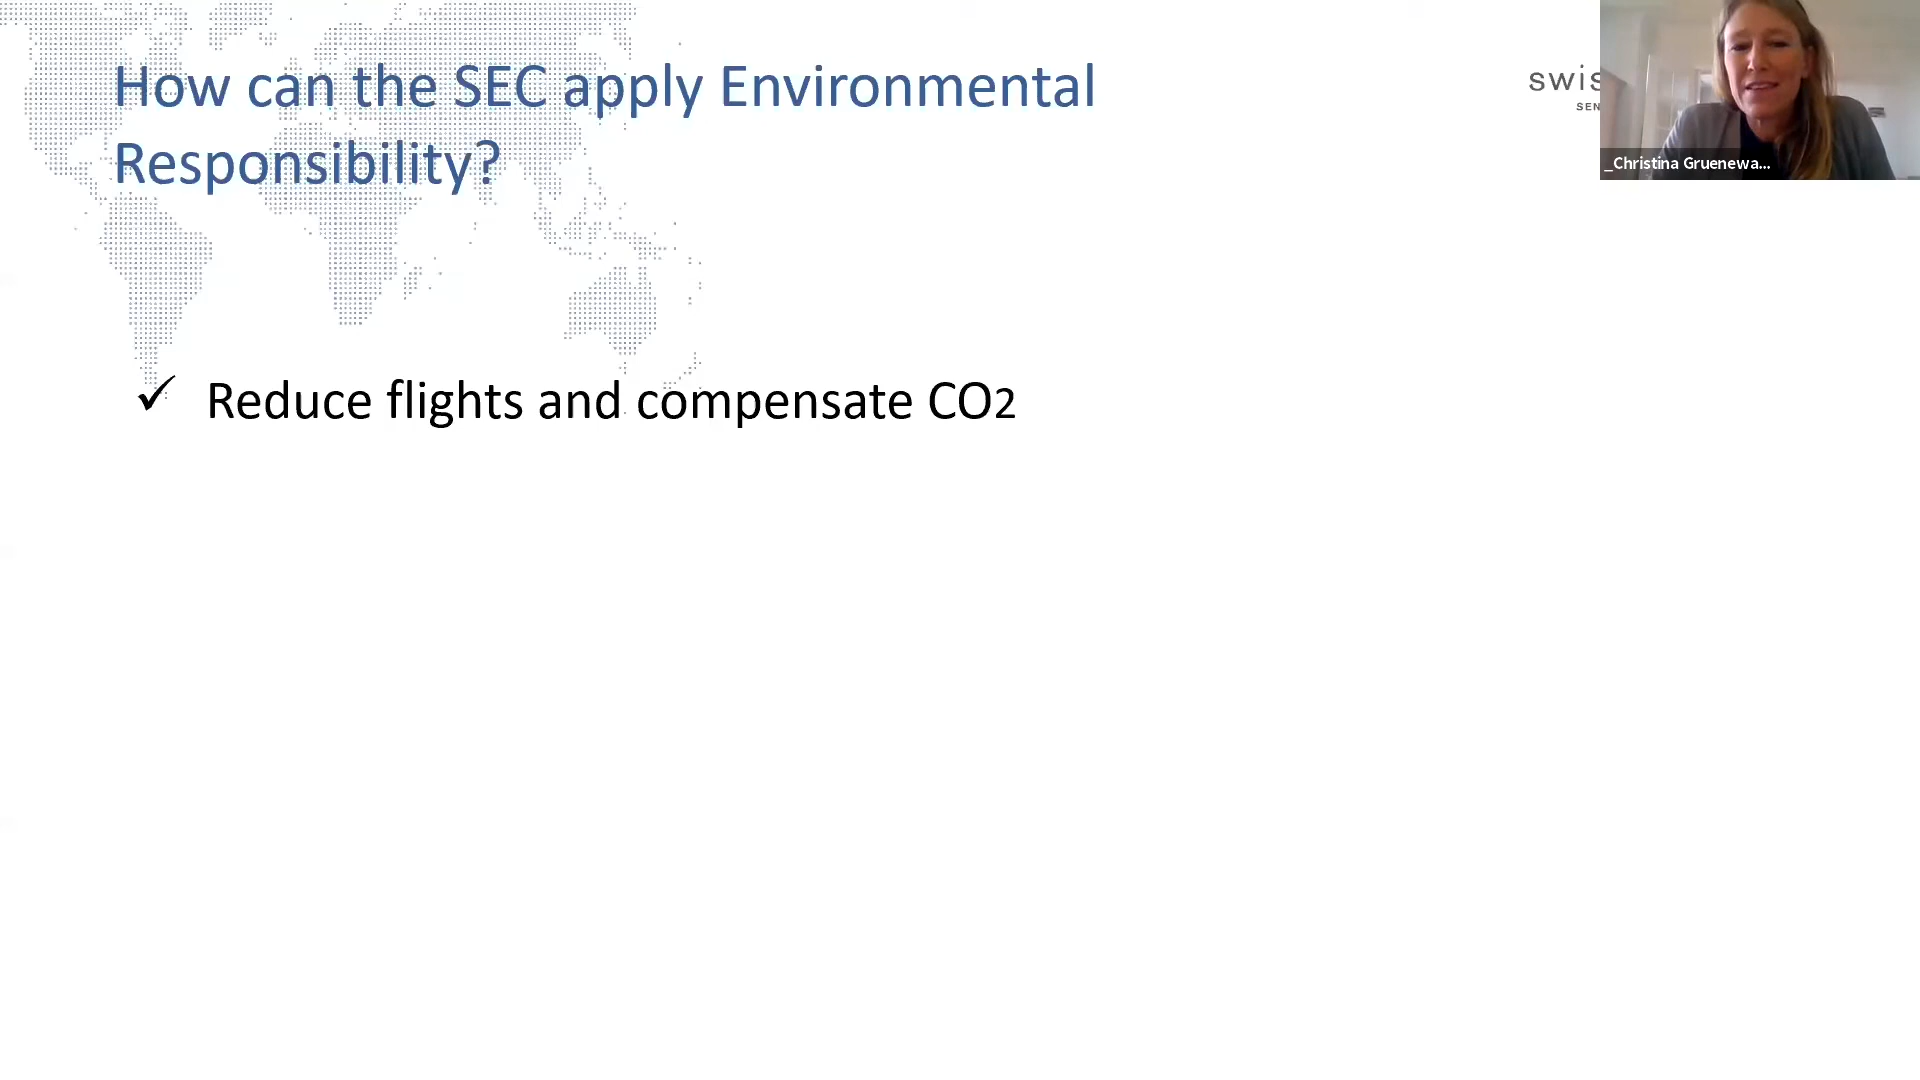 How can the SEC apply Environmental
Responsibility?
swis
SEN
_Christina Gruenewa...
✓ Reduce flights and compensate CO2